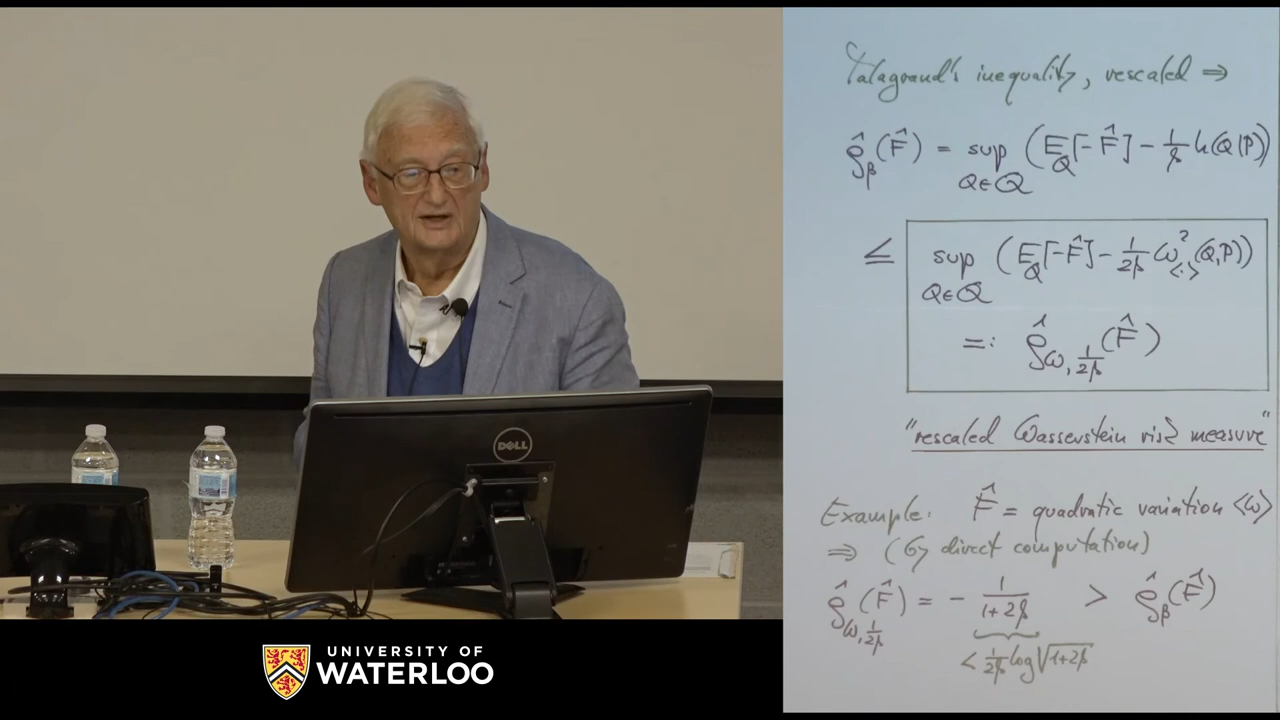 Talagrand's inequality, rescaled ⇒
ρ̂_β(F̂) = sup_{Q∈𝒬} (E_Q[-F̂] - 1/β h(Q|P))
≤ sup_{Q∈𝒬} (E_Q[-F̂] - 1/2β ω²_{<·>}(Q,P))
=: ρ̂_{ω,1/2β}(F̂)
"rescaled Wasserstein risk measure"
Example: F̂ = quadratic variation <ω>
⇒ (by direct computation)
ρ̂_{ω,1/2β}(F̂) = - 1/(1+2β) > ρ̂_β(F̂)
< 1/2β log √(1+2β)
DELL
UNIVERSITY OF
WATERLOO